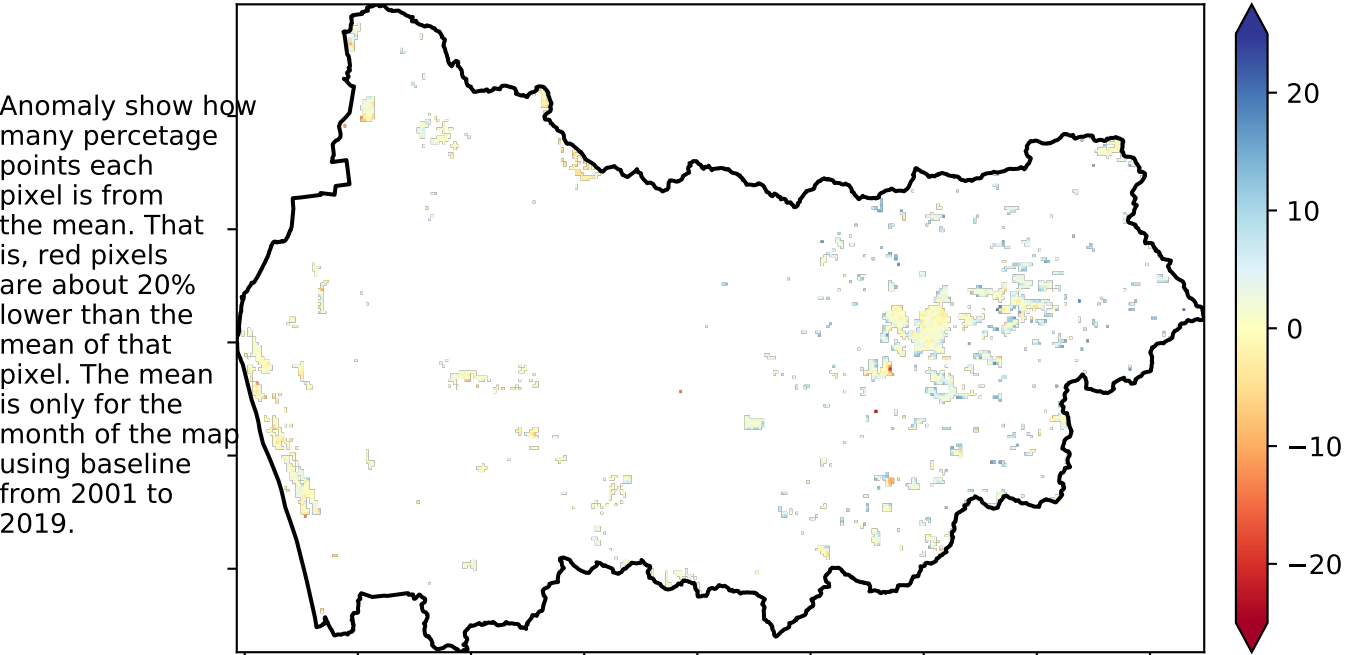 Anomaly show how
many percetage
points each
pixel is from
the mean. That
is, red pixels
are about 20%
lower than the
mean of that
pixel. The mean
is only for the
month of the map
using baseline
from 2001 to
2019.
20
10
0
−10
−20